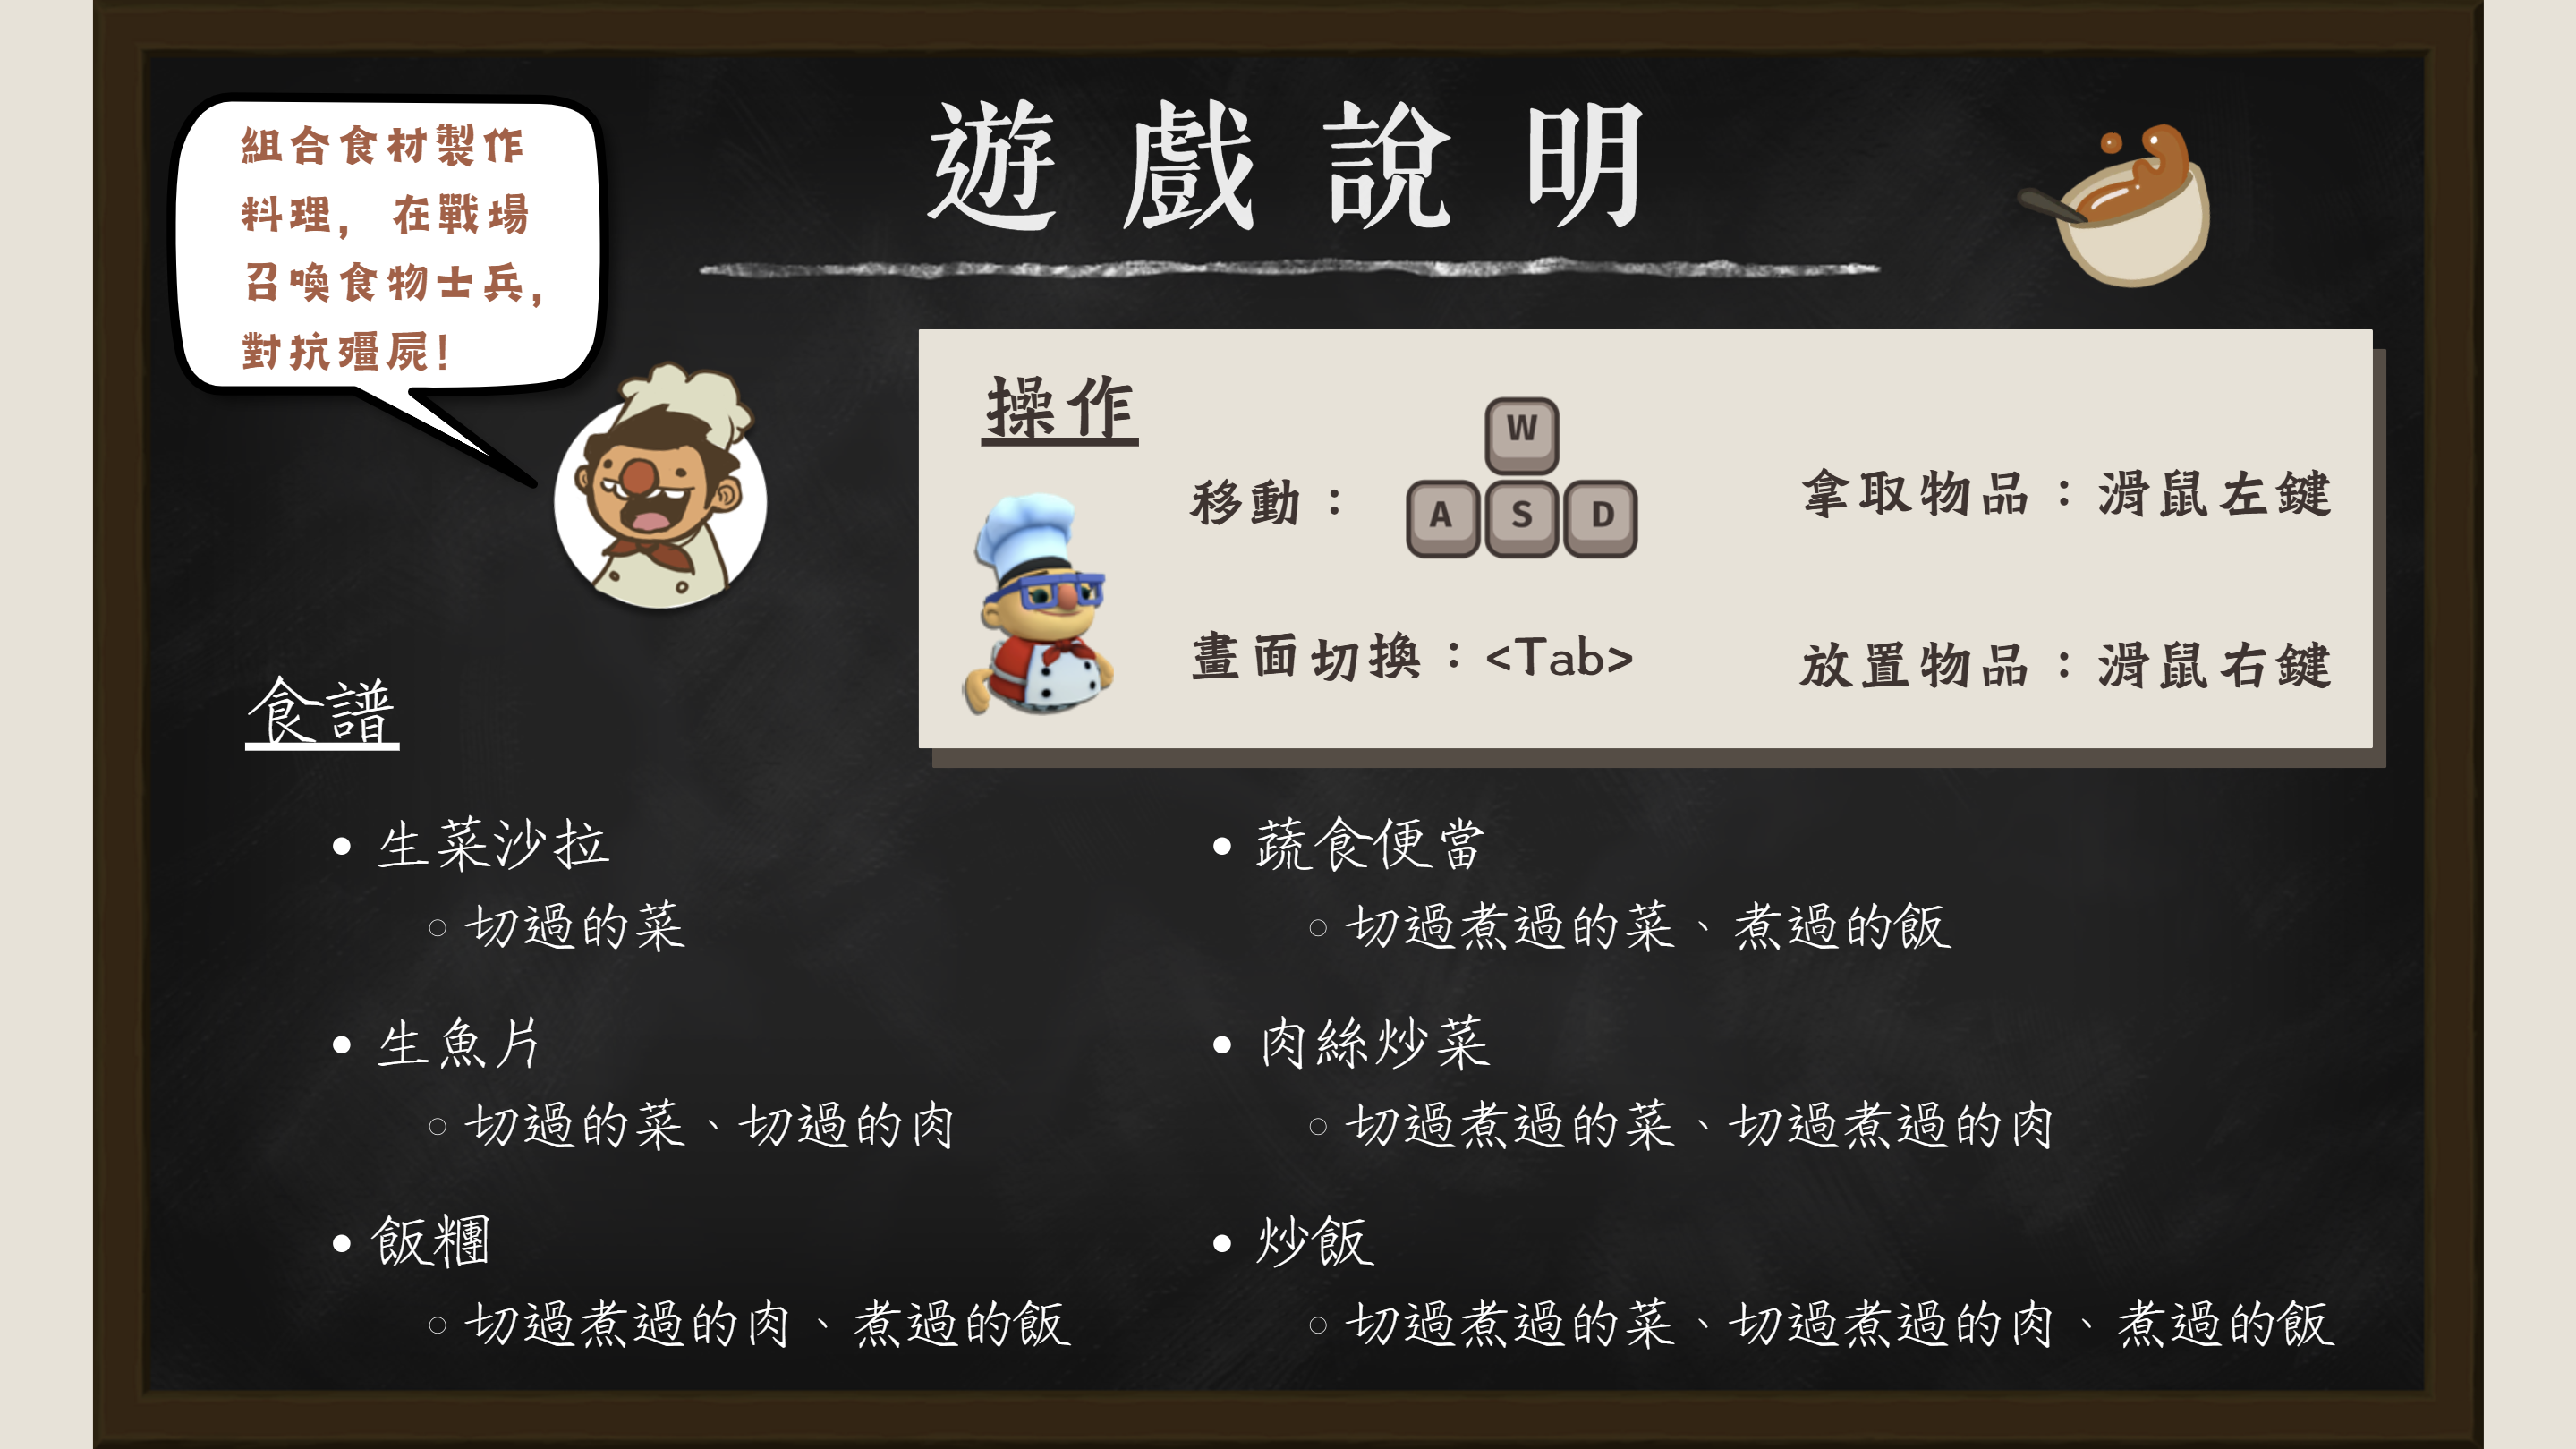 遊戲說明
組合食材製作
料理，在戰場
召喚食物士兵，
對抗殭屍！
操作
移動：
W
A S D
拿取物品：滑鼠左鍵
畫面切換：<Tab>
放置物品：滑鼠右鍵
食譜
• 生菜沙拉
○ 切過的菜
• 生魚片
○ 切過的菜、切過的肉
• 飯糰
○ 切過煮過的肉、煮過的飯
• 蔬食便當
○ 切過煮過的菜、煮過的飯
• 肉絲炒菜
○ 切過煮過的菜、切過煮過的肉
• 炒飯
○ 切過煮過的菜、切過煮過的肉、煮過的飯